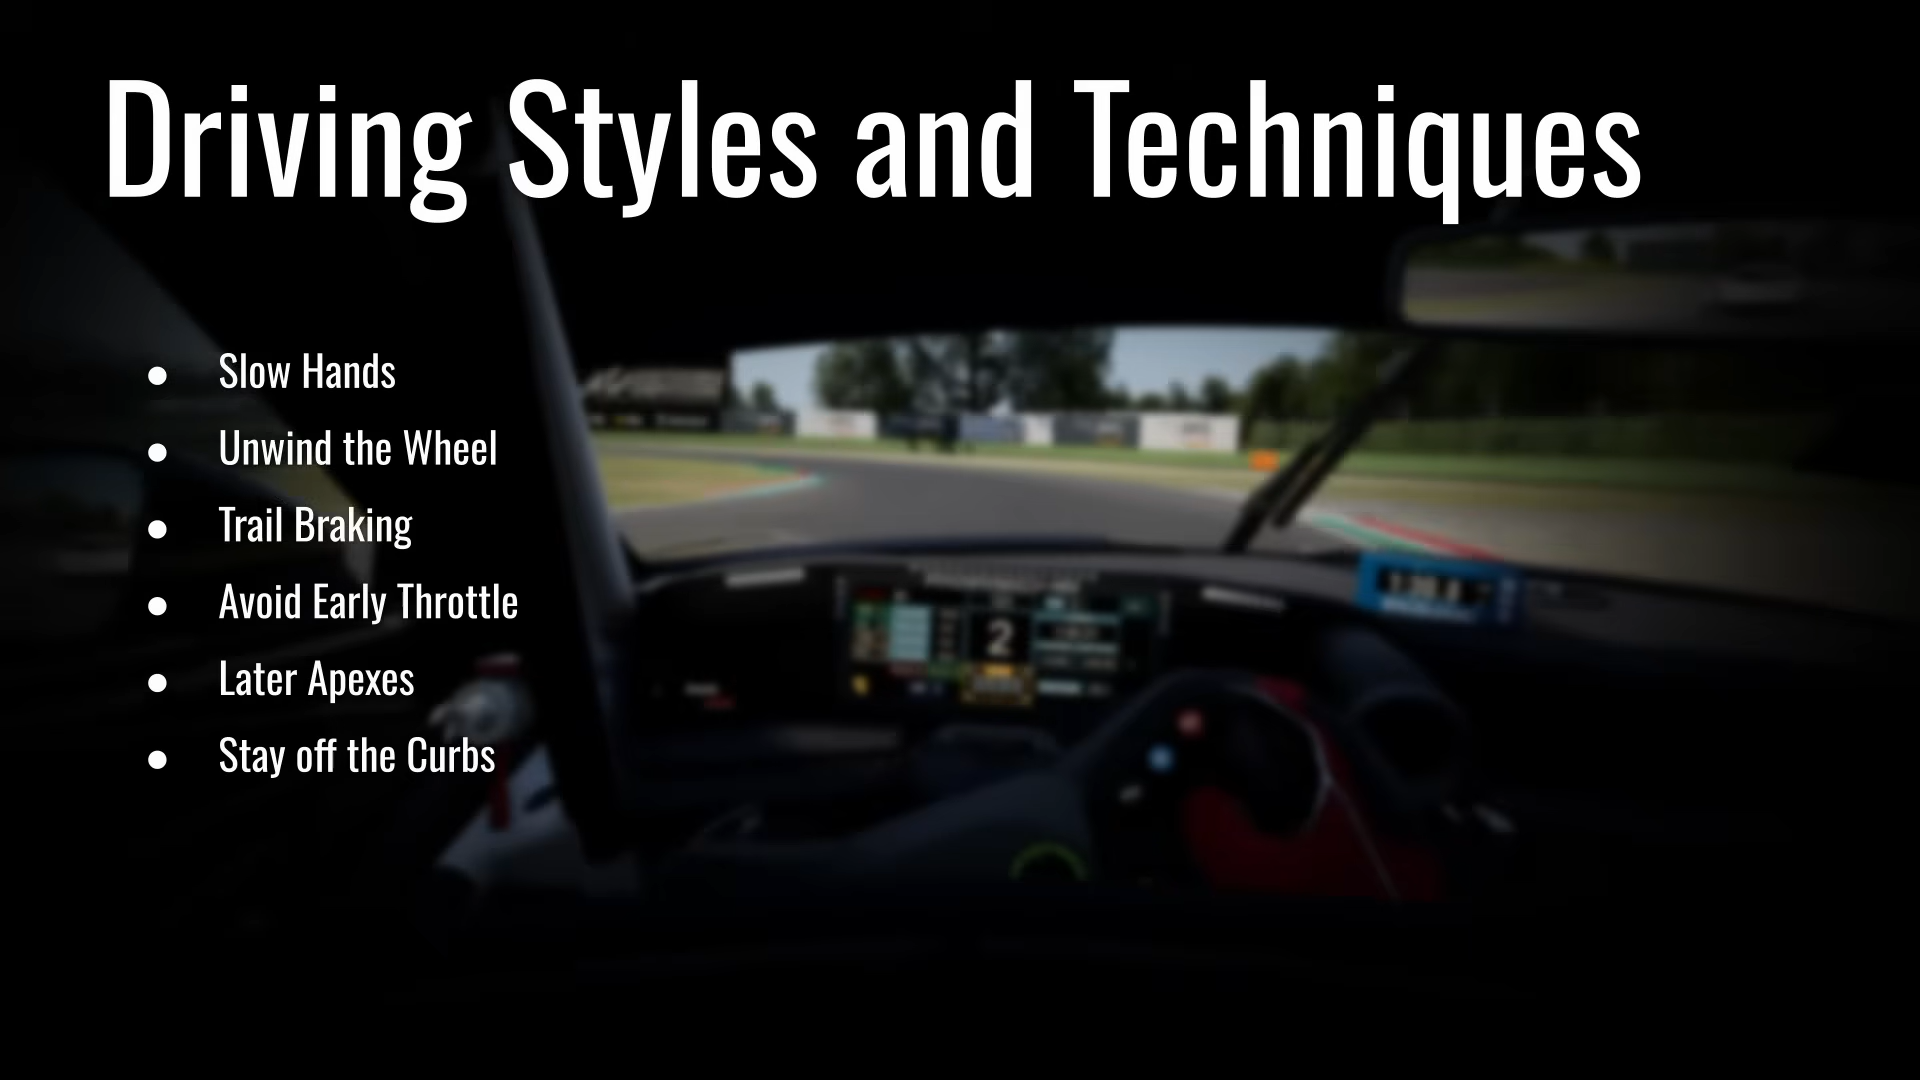 Driving Styles and Techniques
● Slow Hands
● Unwind the Wheel
● Trail Braking
● Avoid Early Throttle
● Later Apexes
● Stay off the Curbs
2